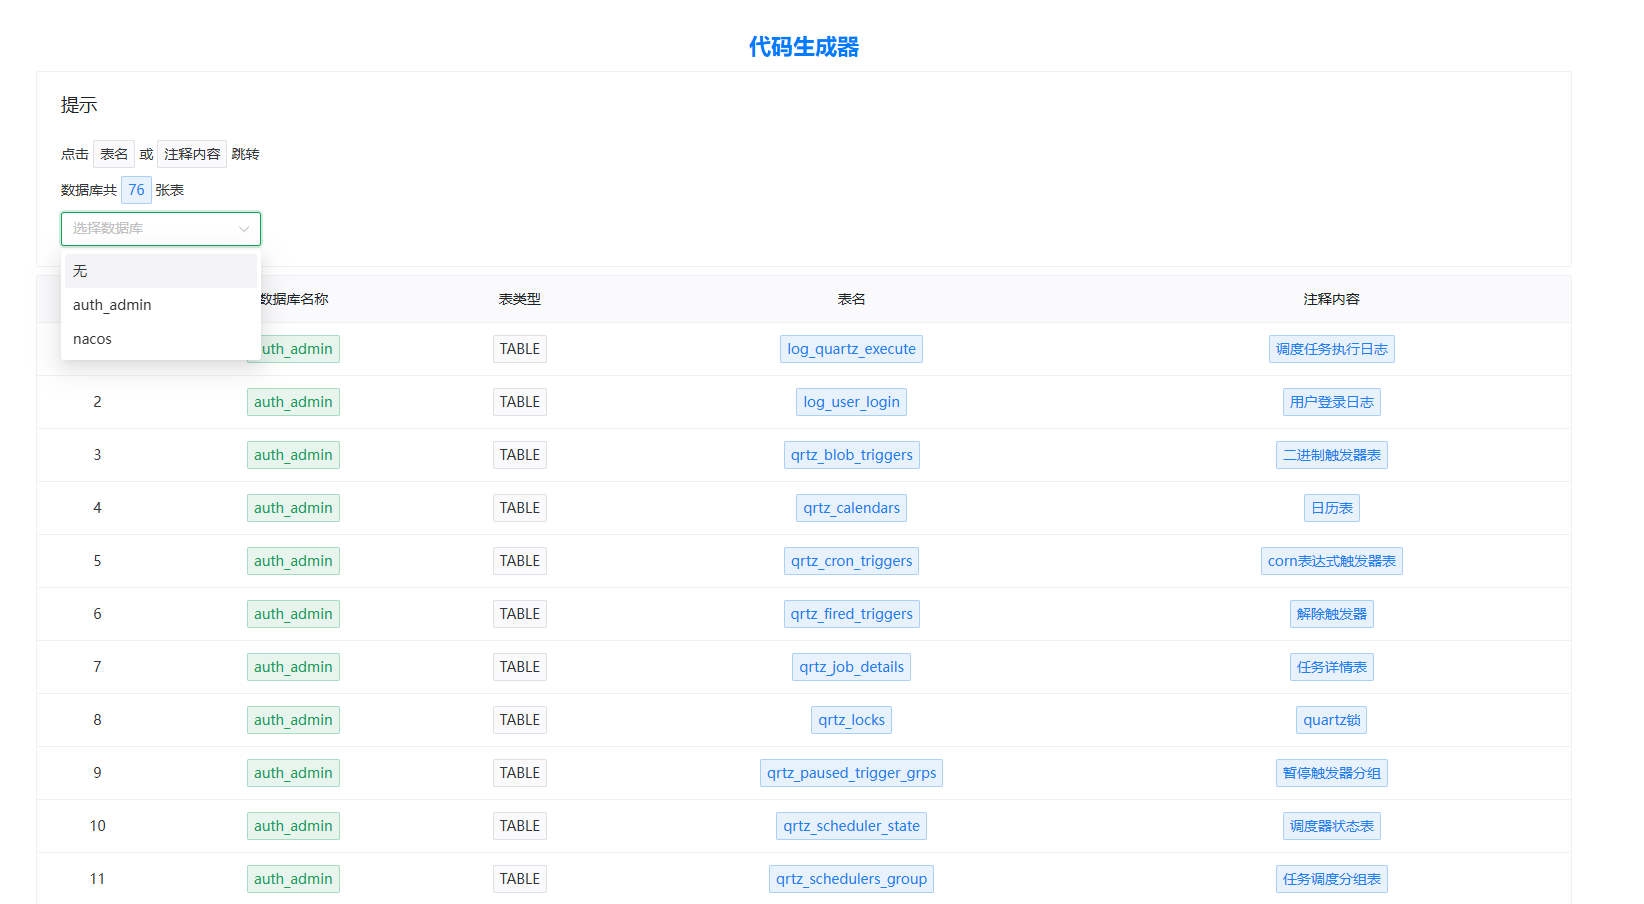 代码生成器
提示
点击 表名 或 注释内容 跳转
数据库共 76 张表
选择数据库
无
auth_admin
nacos
数据库名称 表类型 表名 注释内容
uth_admin TABLE log_quartz_execute 调度任务执行日志
2 auth_admin TABLE log_user_login 用户登录日志
3 auth_admin TABLE qrtz_blob_triggers 二进制触发器表
4 auth_admin TABLE qrtz_calendars 日历表
5 auth_admin TABLE qrtz_cron_triggers corn表达式触发器表
6 auth_admin TABLE qrtz_fired_triggers 解除触发器
7 auth_admin TABLE qrtz_job_details 任务详情表
8 auth_admin TABLE qrtz_locks quartz锁
9 auth_admin TABLE qrtz_paused_trigger_grps 暂停触发器分组
10 auth_admin TABLE qrtz_scheduler_state 调度器状态表
11 auth_admin TABLE qrtz_schedulers_group 任务调度分组表